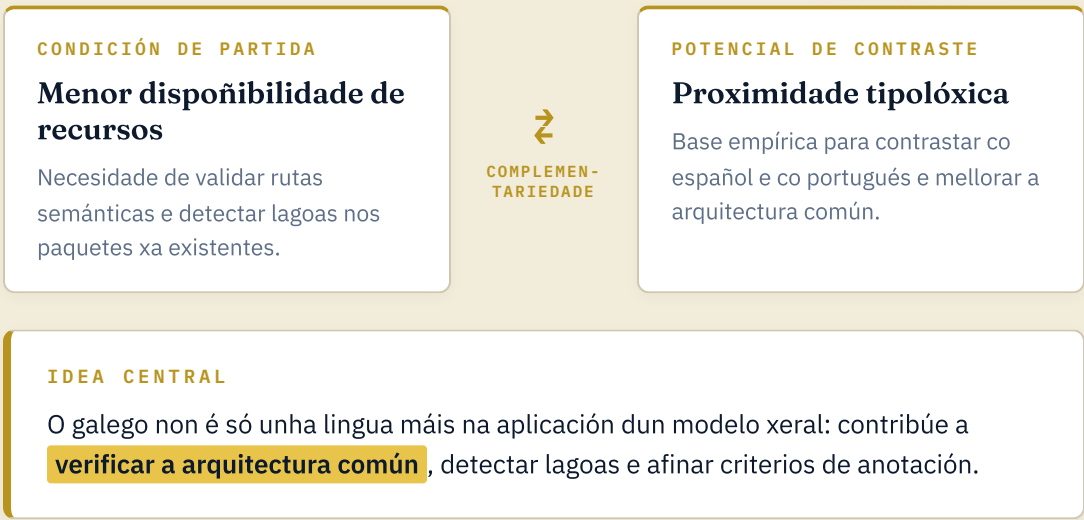 CONDICIÓN DE PARTIDA
Menor dispoñibilidade de
recursos
Necesidade de validar rutas
semánticas e detectar lagoas nos
paquetes xa existentes.
COMPLEMEN-
TARIEDADE
POTENCIAL DE CONTRASTE
Proximidade tipolóxica
Base empírica para contrastar co
español e co portugués e mellorar a
arquitectura común.
IDEA CENTRAL
O galego non é só unha lingua máis na aplicación dun modelo xeral: contribúe a
verificar a arquitectura común, detectar lagoas e afinar criterios de anotación.